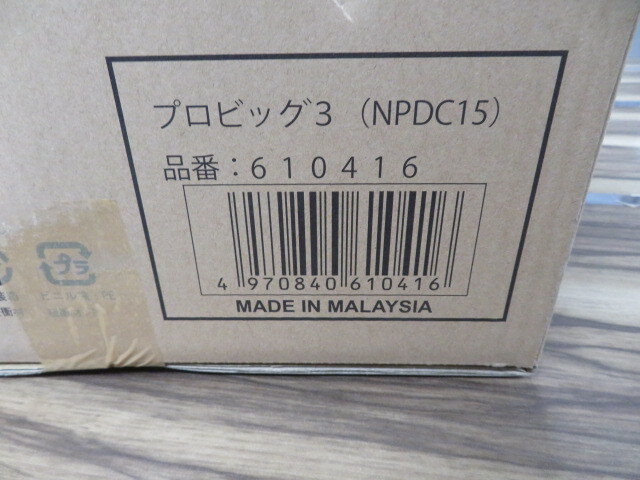 プロビッグ3 (NPDC15)
品番：610416
4 970840 610416
MADE IN MALAYSIA
プラ